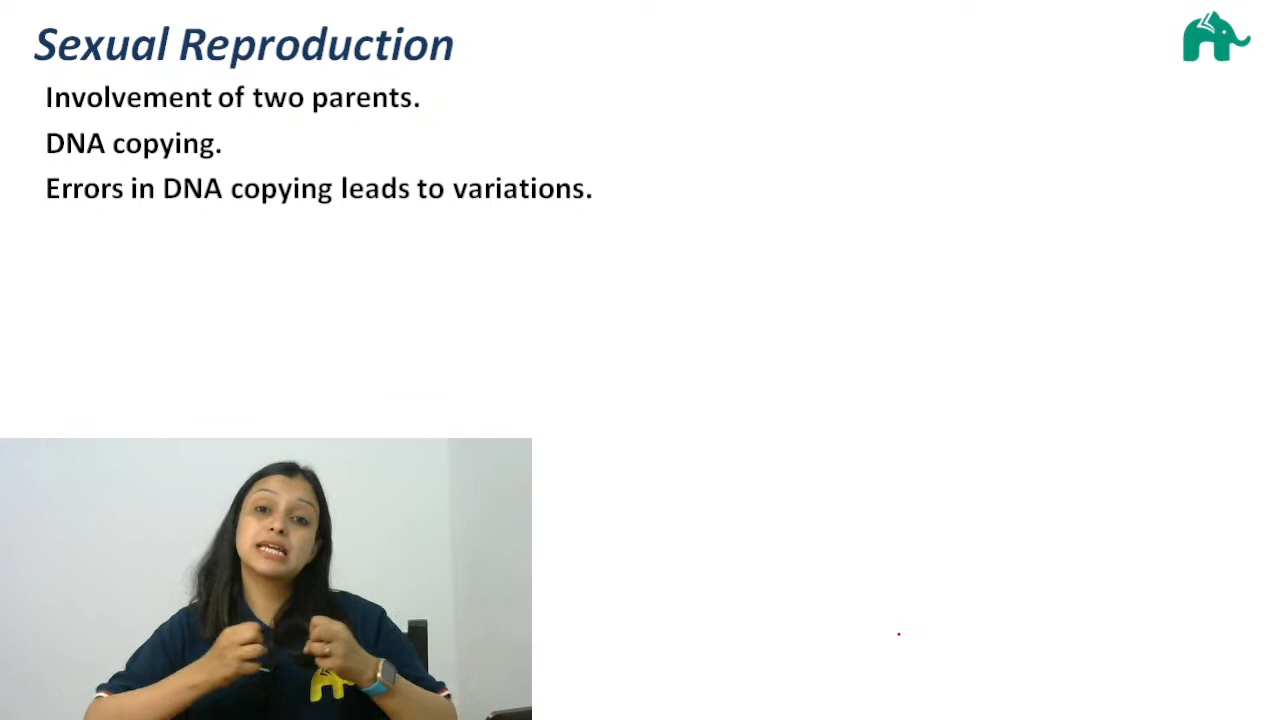 Sexual Reproduction
Involvement of two parents.
DNA copying.
Errors in DNA copying leads to variations.